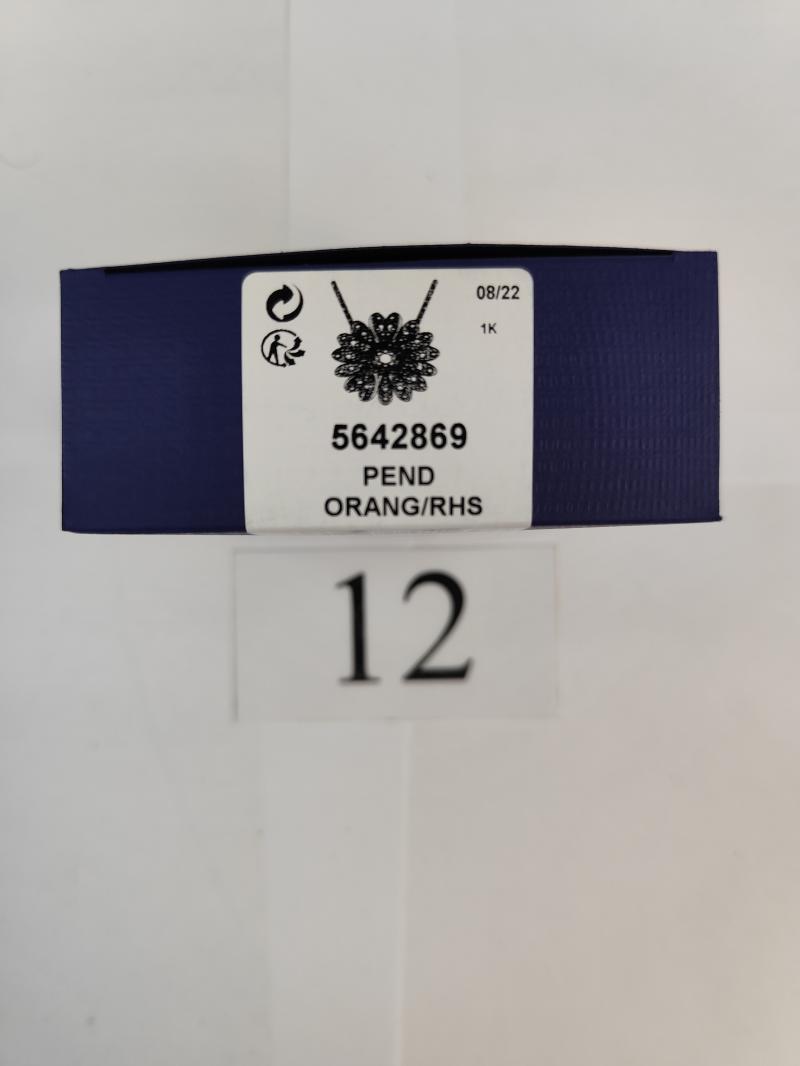 08/22
1K
5642869
PEND
ORANG/RHS
12